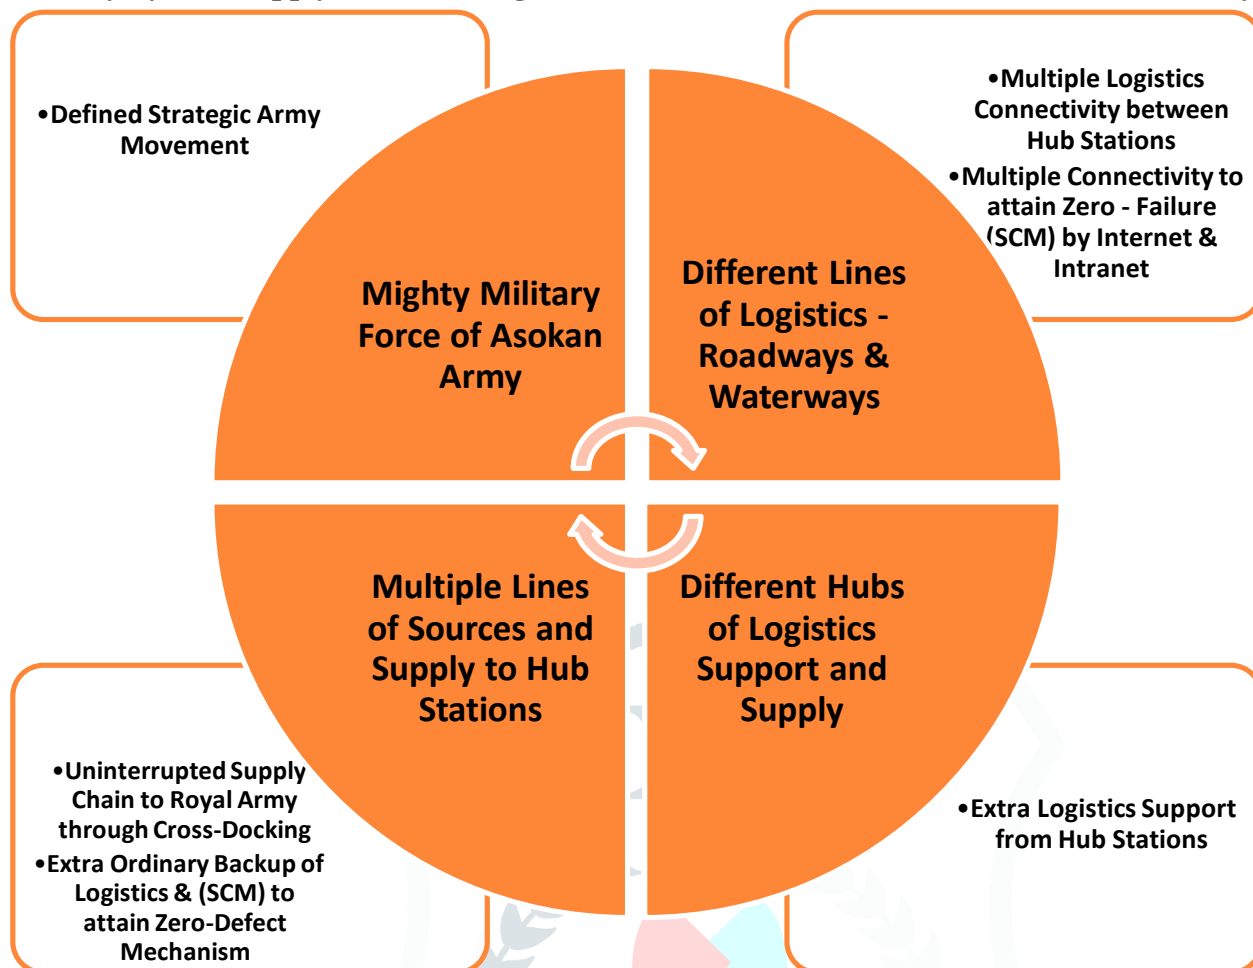 •Defined Strategic Army
Movement
•Multiple Logistics
Connectivity between
Hub Stations
•Multiple Connectivity to
attain Zero - Failure
(SCM) by Internet &
Intranet
Mighty Military
Force of Asokan
Army
Different Lines
of Logistics -
Roadways &
Waterways
Multiple Lines
of Sources and
Supply to Hub
Stations
Different Hubs
of Logistics
Support and
Supply
•Uninterrupted Supply
Chain to Royal Army
through Cross-Docking
•Extra Ordinary Backup of
Logistics & (SCM) to
attain Zero-Defect
Mechanism
•Extra Logistics Support
from Hub Stations